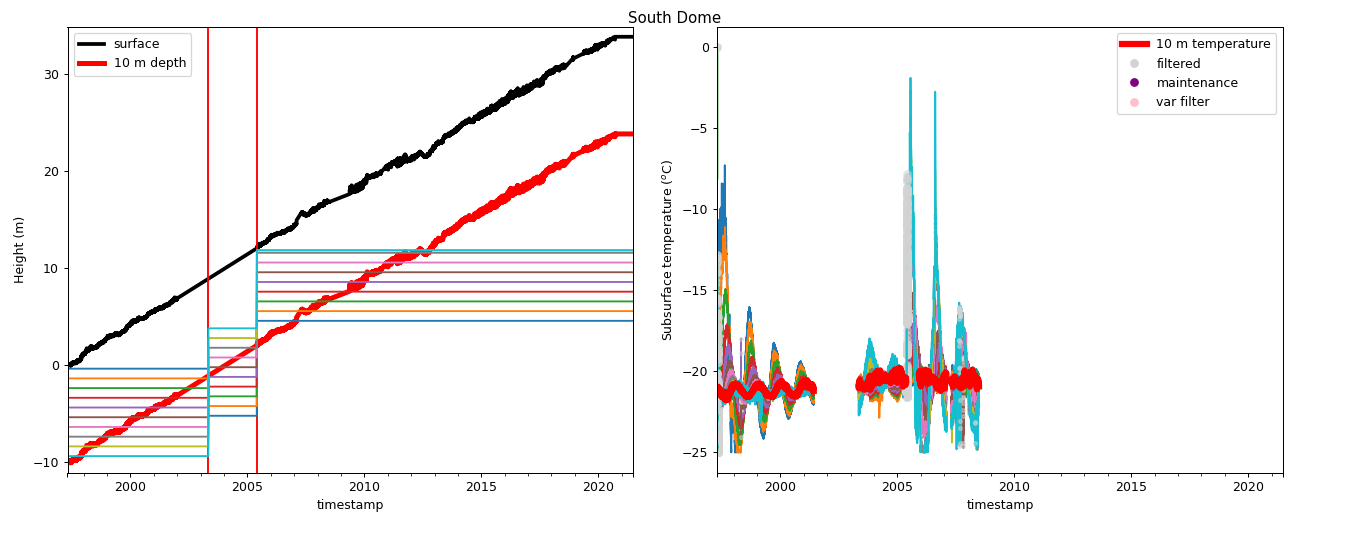 South Dome
surface
10 m depth
Height (m)
30
20
10
0
−10
2000
2005
2010
2015
2020
timestamp
10 m temperature
filtered
maintenance
var filter
Subsurface temperature (°C)
0
−5
−10
−15
−20
−25
2000
2005
2010
2015
2020
timestamp